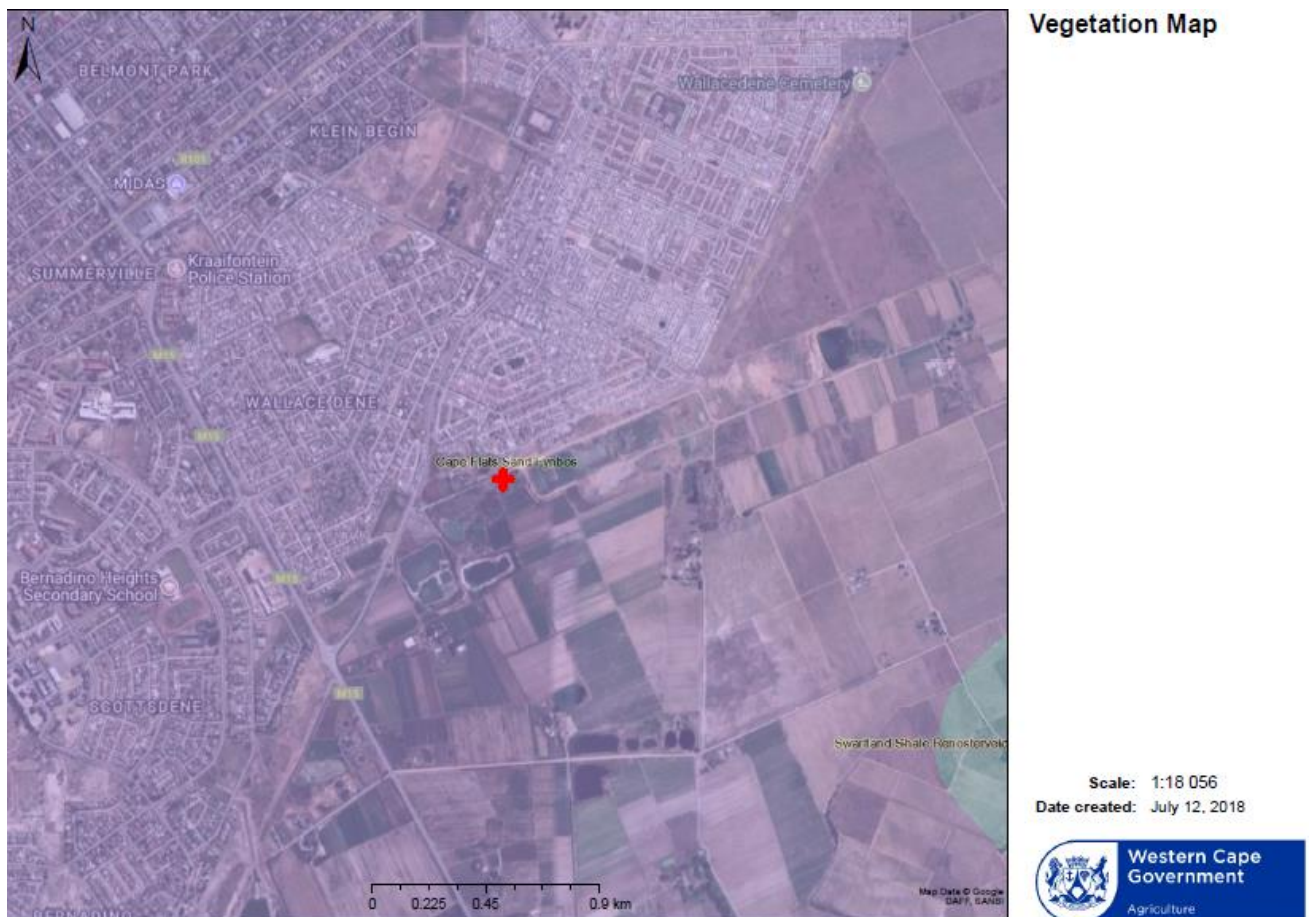 N
Vegetation Map
BELMONT PARK
Wallacedene Cemetery
KLEIN BEGIN
R101
MIDAS
SUMMERVILLE
Kraaifontein
Police Station
M15
WALLACE DENE
M15
Cape Flats Sand Fynbos
M15
Bernadino Heights
Secondary School
M15
SCOTTSDENE
Swartland Shale Renosterveld
Scale: 1:18 056
Date created: July 12, 2018
Western Cape
Government
Agriculture
0 0.225 0.45 0.9 km
Map Data © Google
DAFF, SANBI
BERNADINO